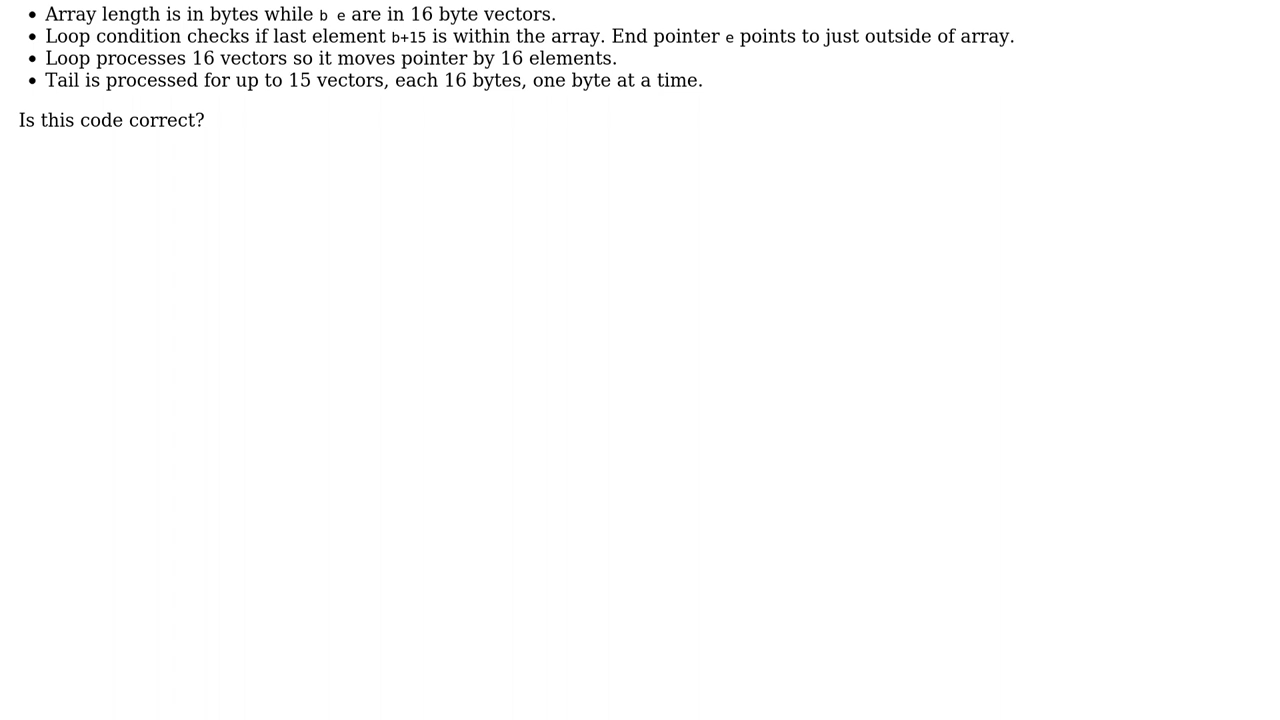 • Array length is in bytes while b e are in 16 byte vectors.
• Loop condition checks if last element b+15 is within the array. End pointer e points to just outside of array.
• Loop processes 16 vectors so it moves pointer by 16 elements.
• Tail is processed for up to 15 vectors, each 16 bytes, one byte at a time.
Is this code correct?